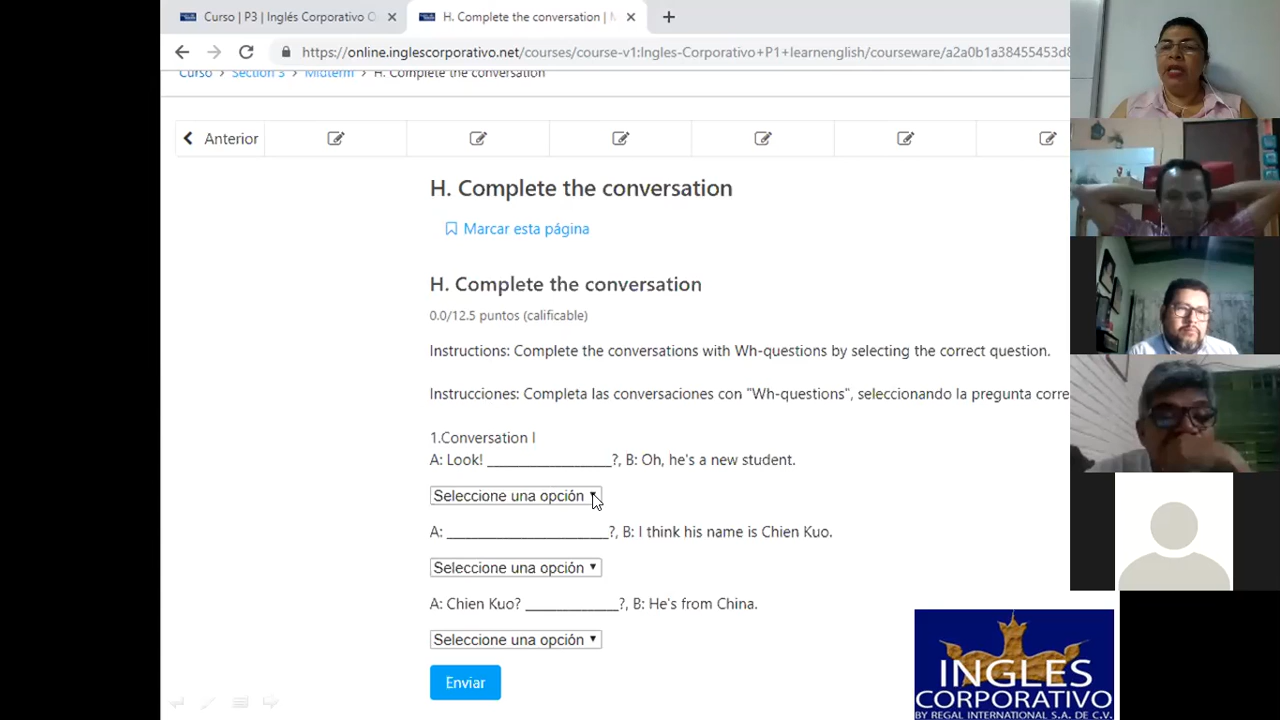 Curso | P3 | Inglés Corporativo O
H. Complete the conversation | M
https://online.inglescorporativo.net/courses/course-v1:Ingles-Corporativo+P1+learnenglish/courseware/a2a0b1a38455453d8
Curso > Section 3 > Midterm > H. Complete the conversation
Anterior
H. Complete the conversation
Marcar esta página
H. Complete the conversation
0.0/12.5 puntos (calificable)
Instructions: Complete the conversations with Wh-questions by selecting the correct question.
Instrucciones: Completa las conversaciones con "Wh-questions", seleccionando la pregunta corre
1.Conversation I
A: Look! __________________?, B: Oh, he's a new student.
Seleccione una opción
A: _______________________?, B: I think his name is Chien Kuo.
Seleccione una opción
A: Chien Kuo? _____________?, B: He's from China.
Seleccione una opción
Enviar
INGLES
CORPORATIVO
BY REGAL INTERNATIONAL S.A. DE C.V.